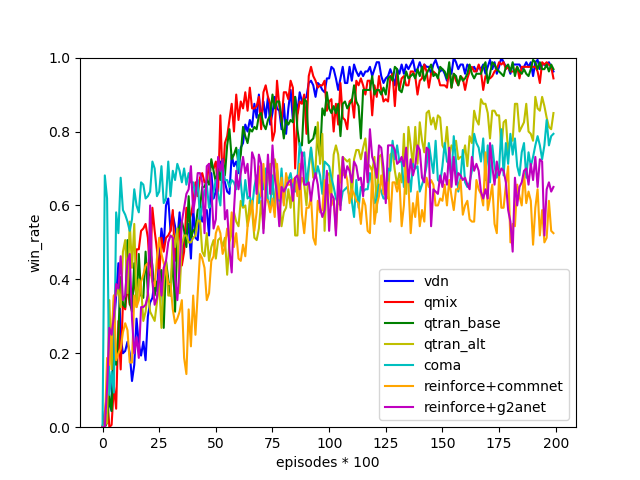 1.0
0.8
0.6
0.4
0.2
0.0
win_rate
0
25
50
75
100
125
150
175
200
episodes * 100
vdn
qmix
qtran_base
qtran_alt
coma
reinforce+commnet
reinforce+g2anet